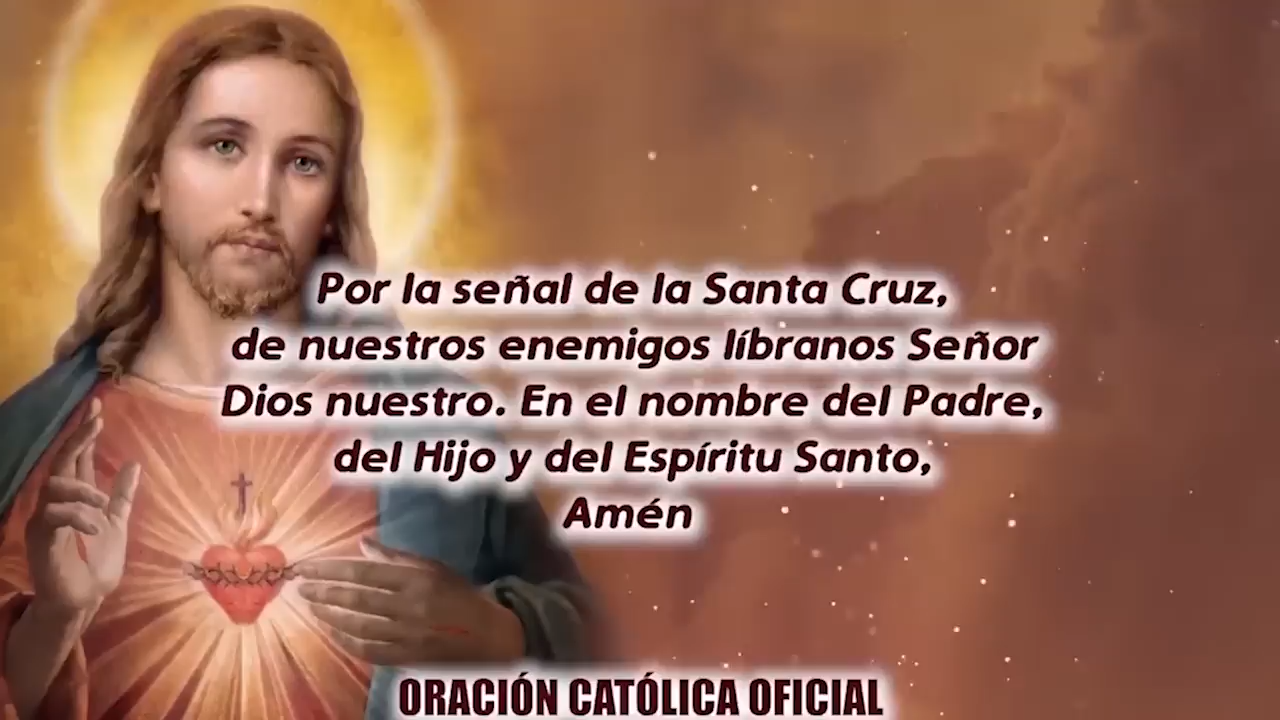 Por la señal de la Santa Cruz,
de nuestros enemigos líbranos Señor
Dios nuestro. En el nombre del Padre,
del Hijo y del Espíritu Santo,
Amén
ORACIÓN CATÓLICA OFICIAL